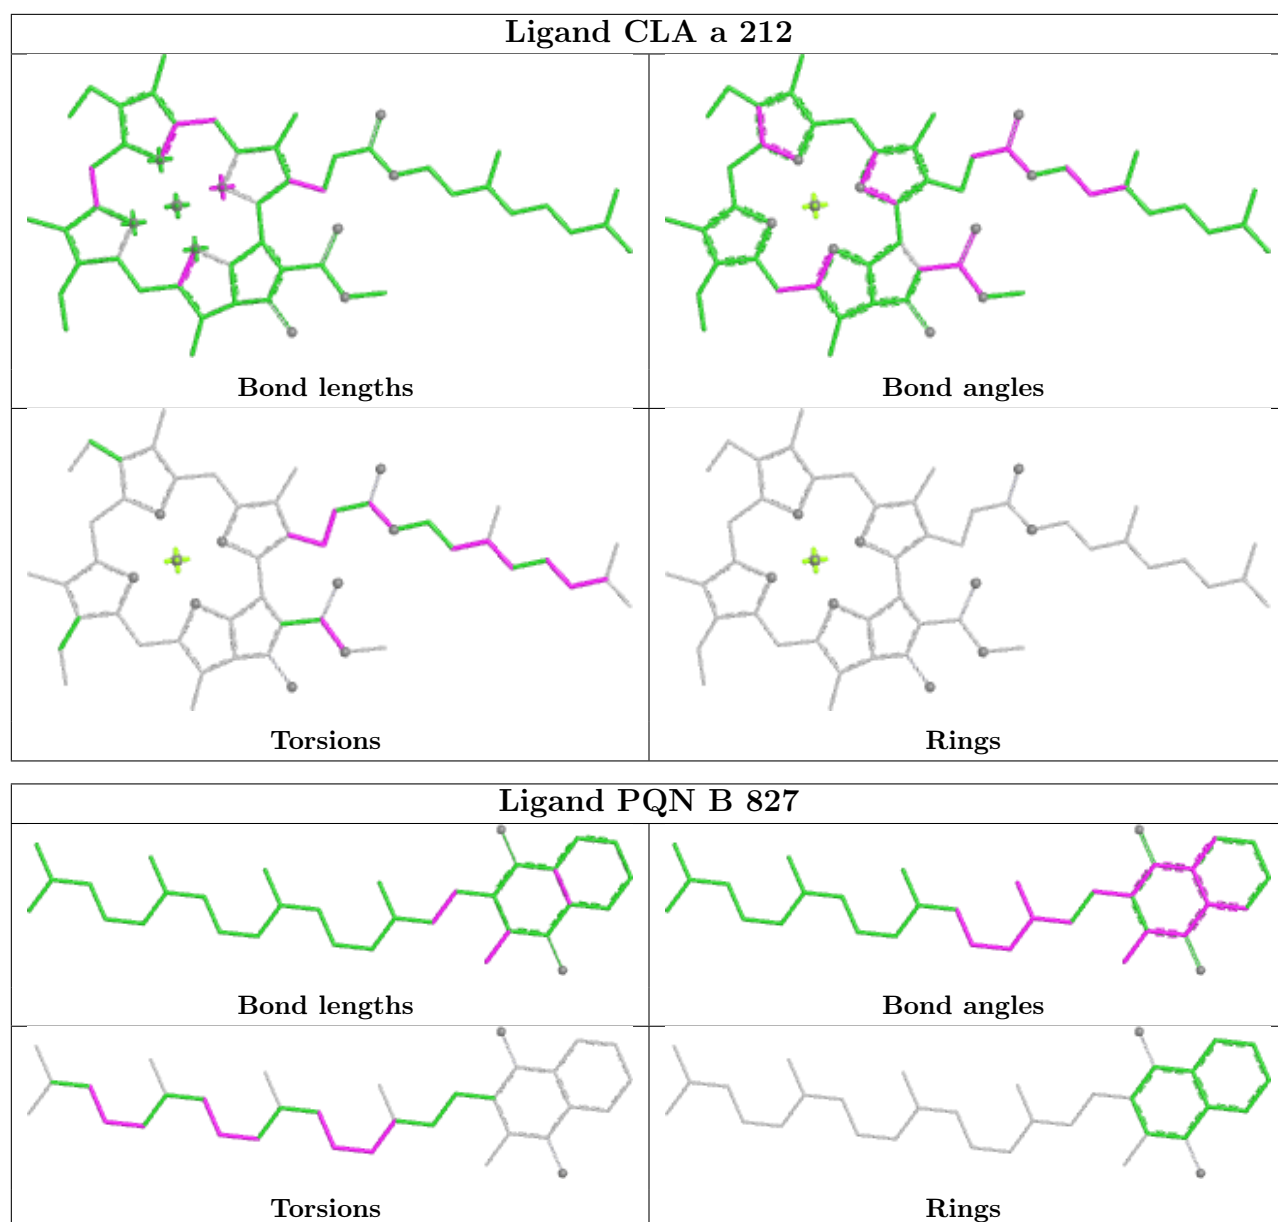 Ligand CLA a 212
Bond lengths
Bond angles
Torsions
Rings
Ligand PQN B 827
Bond lengths
Bond angles
Torsions
Rings